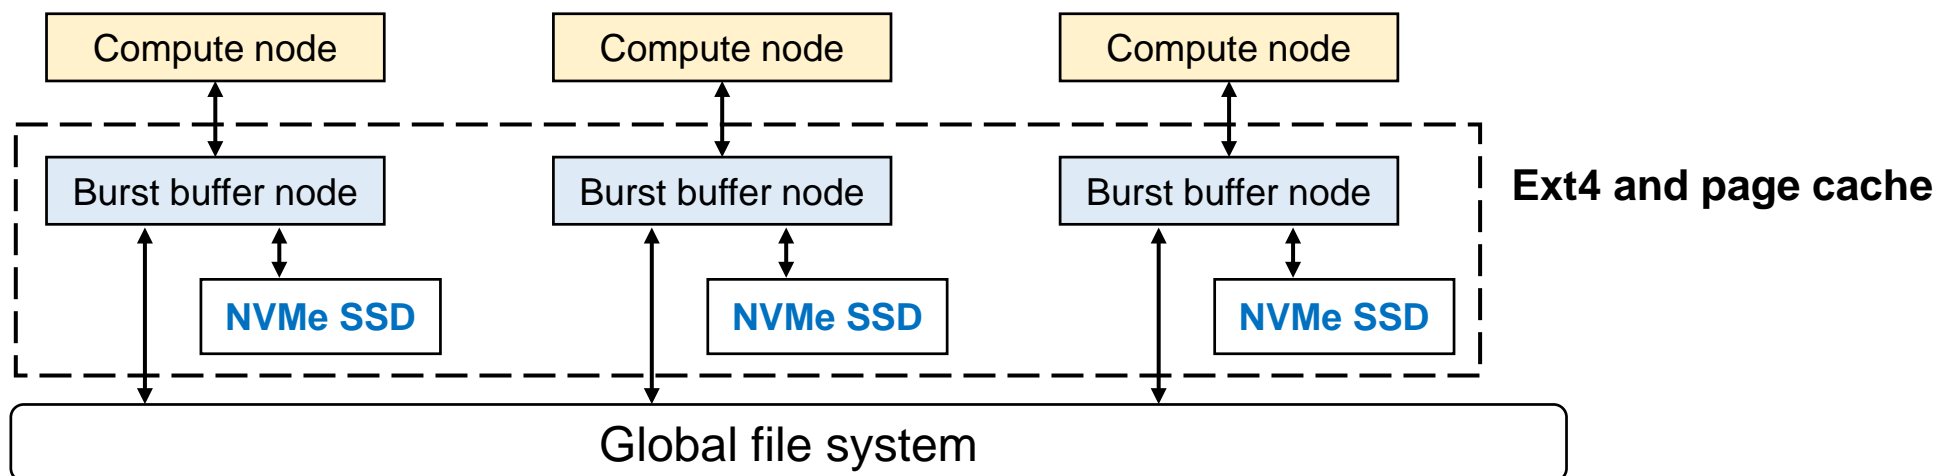 Compute node
Compute node
Compute node
Burst buffer node
Burst buffer node
Burst buffer node
Ext4 and page cache
NVMe SSD
NVMe SSD
NVMe SSD
Global file system